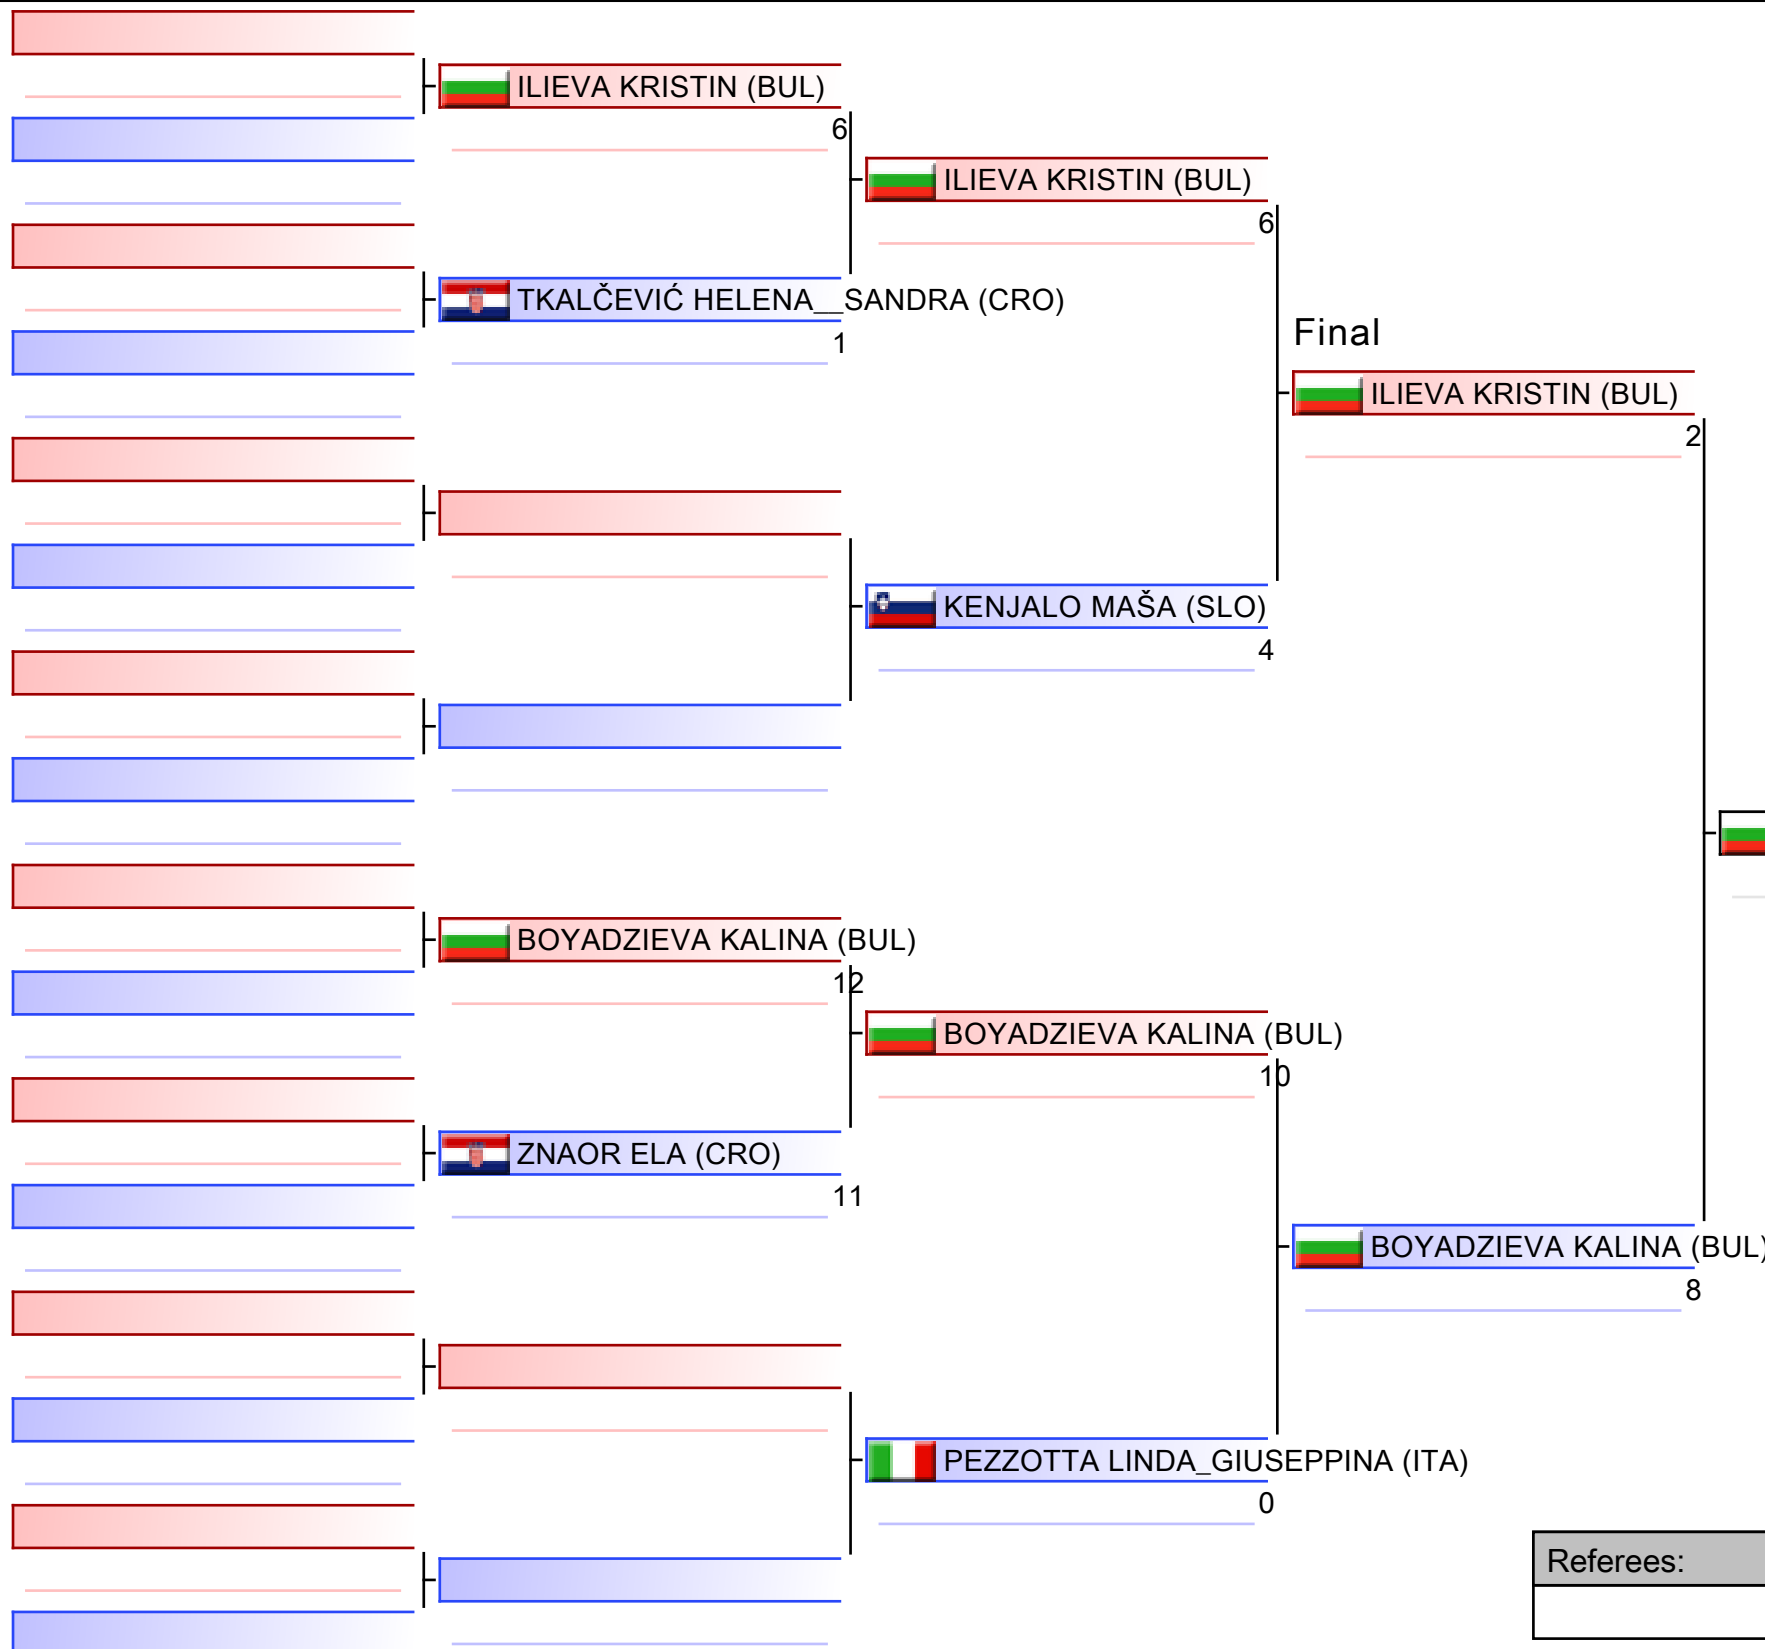 ILIEVA KRISTIN (BUL)
6
ILIEVA KRISTIN (BUL)
6
TKALČEVIĆ HELENA__SANDRA (CRO)
1
Final
ILIEVA KRISTIN (BUL)
2
KENJALO MAŠA (SLO)
4
BOYADZIEVA KALINA (BUL)
12
BOYADZIEVA KALINA (BUL)
10
ZNAOR ELA (CRO)
11
BOYADZIEVA KALINA (BUL)
8
PEZZOTTA LINDA_GIUSEPPINA (ITA)
0
Referees: